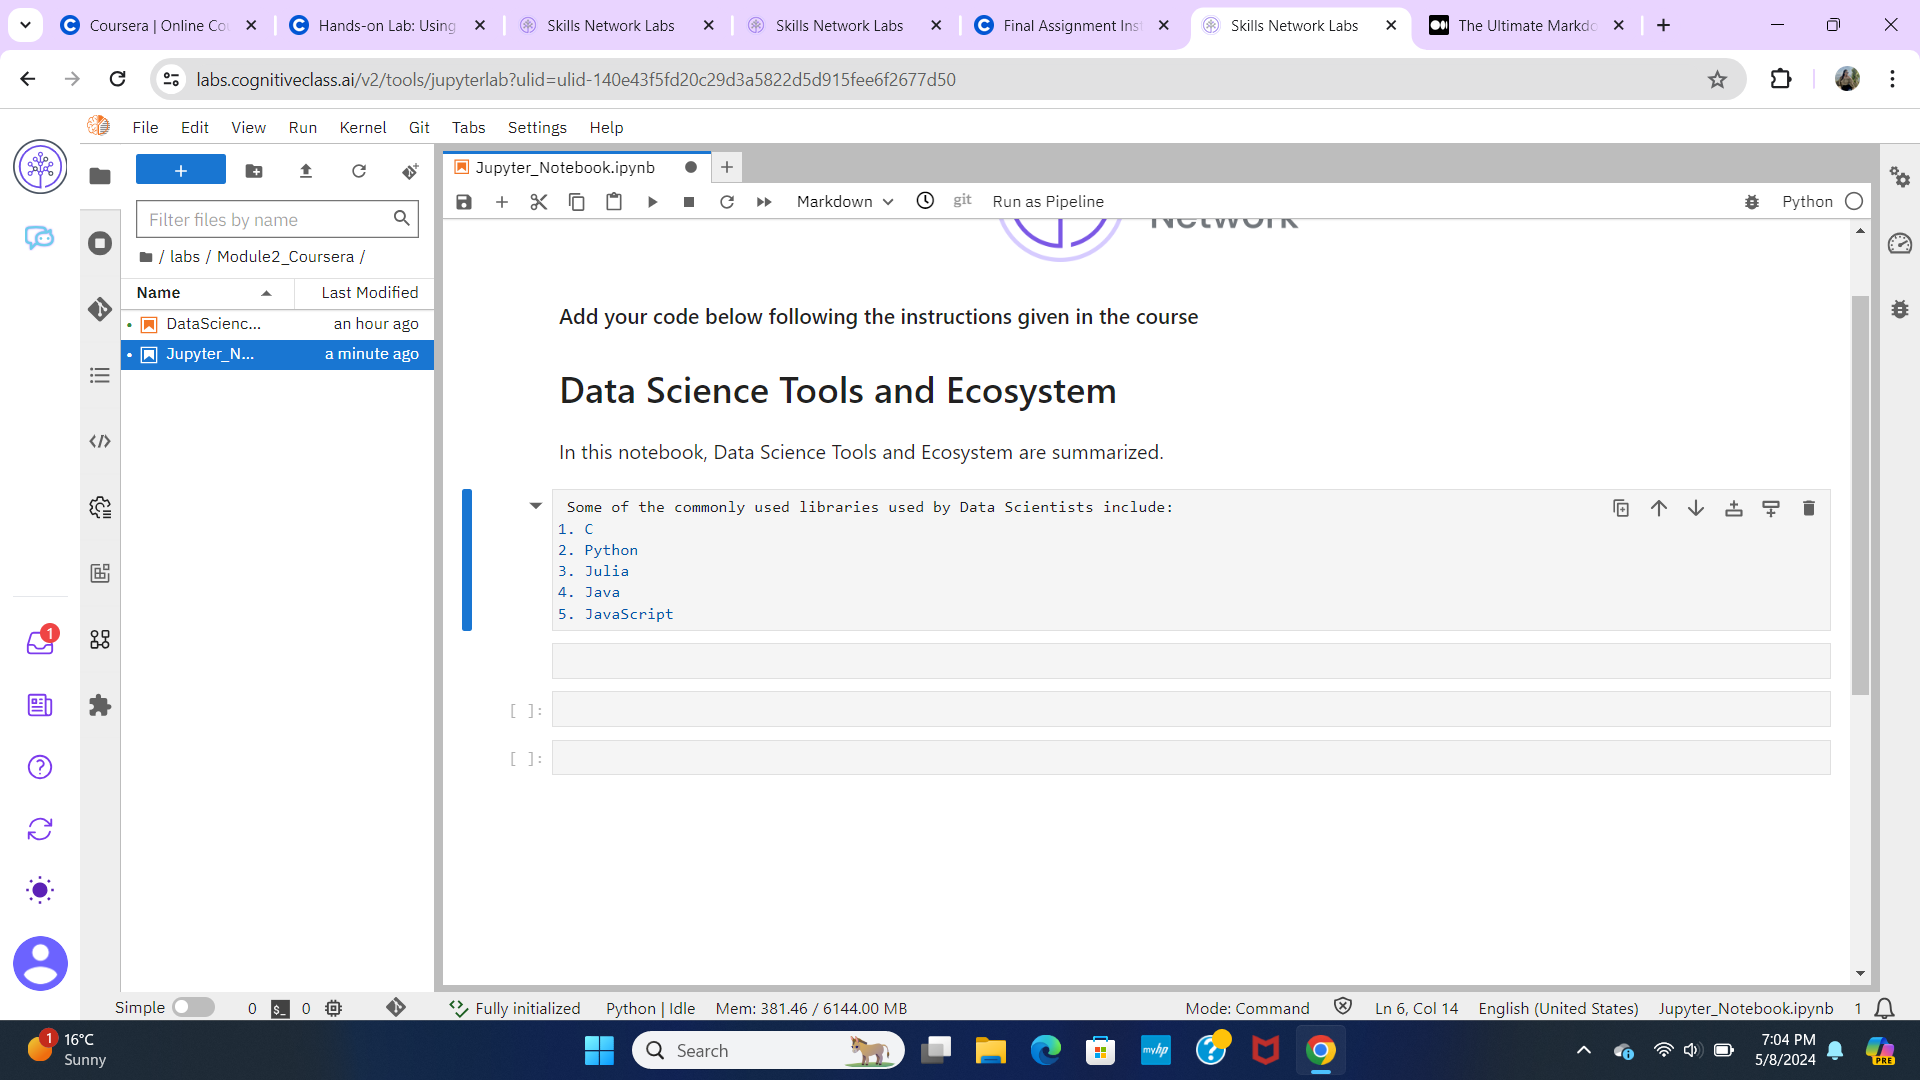 Coursera | Online Co
Hands-on Lab: Using
Skills Network Labs
Skills Network Labs
Final Assignment Inst
Skills Network Labs
The Ultimate Markdo
labs.cognitiveclass.ai/v2/tools/jupyterlab?ulid=ulid-140e43f5fd20c29d3a5822d5d915fee6f2677d50
File Edit View Run Kernel Git Tabs Settings Help
Jupyter_Notebook.ipynb
Filter files by name
Markdown git Run as Pipeline Python
/ labs / Module2_Coursera /
Name Last Modified
DataScienc... an hour ago
Jupyter_N... a minute ago
Network
Add your code below following the instructions given in the course
Data Science Tools and Ecosystem
In this notebook, Data Science Tools and Ecosystem are summarized.
Some of the commonly used libraries used by Data Scientists include:
1. C
2. Python
3. Julia
4. Java
5. JavaScript
[ ]:
[ ]:
1
Simple 0 $_ 0 Fully initialized Python | Idle Mem: 381.46 / 6144.00 MB Mode: Command Ln 6, Col 14 English (United States) Jupyter_Notebook.ipynb 1
1
16°C
Sunny
Search
myhp
7:04 PM
5/8/2024
PRE